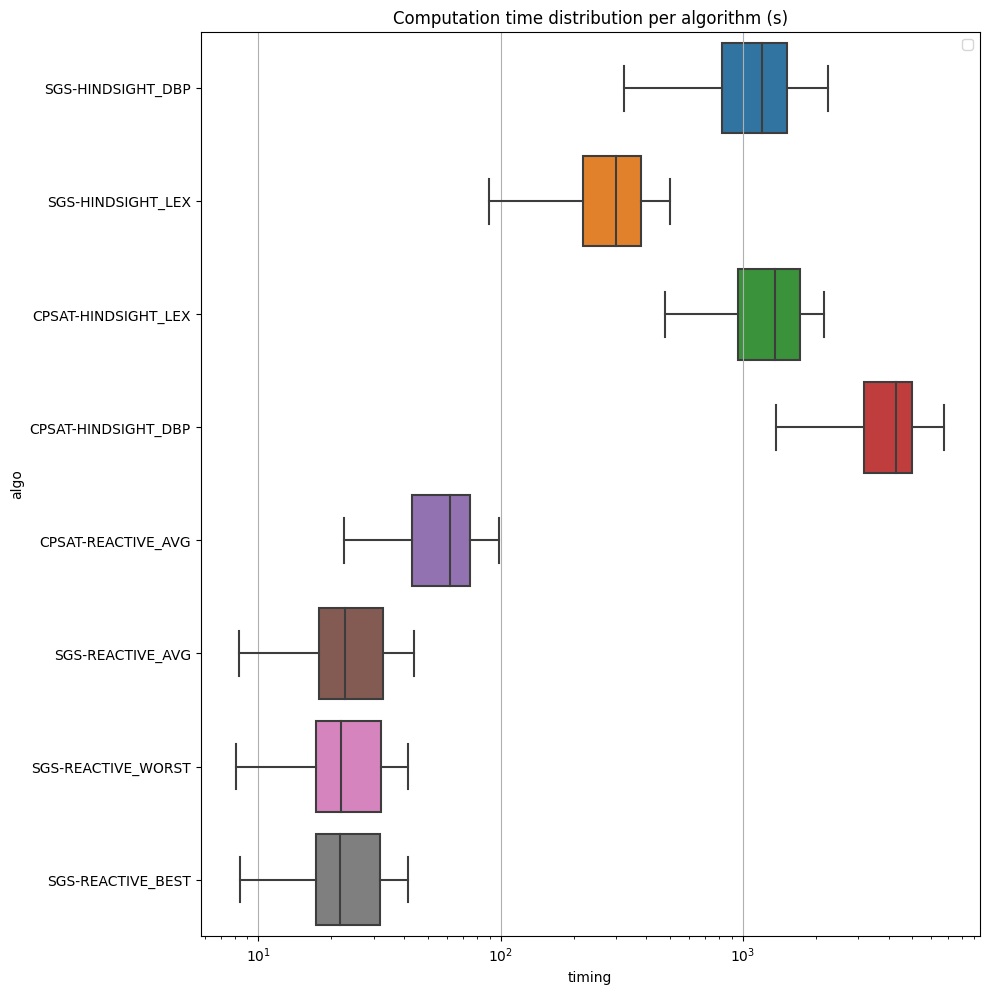 Computation time distribution per algorithm (s)
SGS-HINDSIGHT_DBP
SGS-HINDSIGHT_LEX
CPSAT-HINDSIGHT_LEX
CPSAT-HINDSIGHT_DBP
algo
CPSAT-REACTIVE_AVG
SGS-REACTIVE_AVG
SGS-REACTIVE_WORST
SGS-REACTIVE_BEST
10¹ 10² 10³
timing